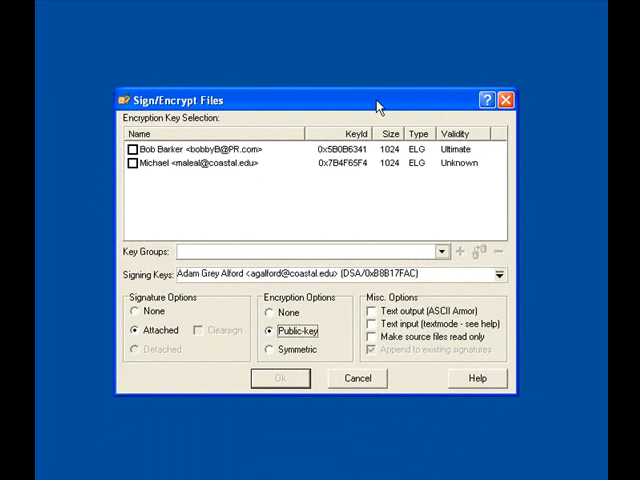 Sign/Encrypt Files
Encryption Key Selection:
Name KeyId Size Type Validity
Bob Barker <bobbyB@PR.com> 0x5B0B6341 1024 ELG Ultimate
Michael <maleal@coastal.edu> 0x7B4F65F4 1024 ELG Unknown
Key Groups:
Signing Keys: Adam Grey Alford <agalford@coastal.edu> (DSA/0xB8B17FAC)
Signature Options Encryption Options Misc. Options
None None Text output (ASCII Armor)
Attached Clearsign Public-key Text input (textmode - see help)
Make source files read only
Detached Symmetric Append to existing signatures
Ok Cancel Help